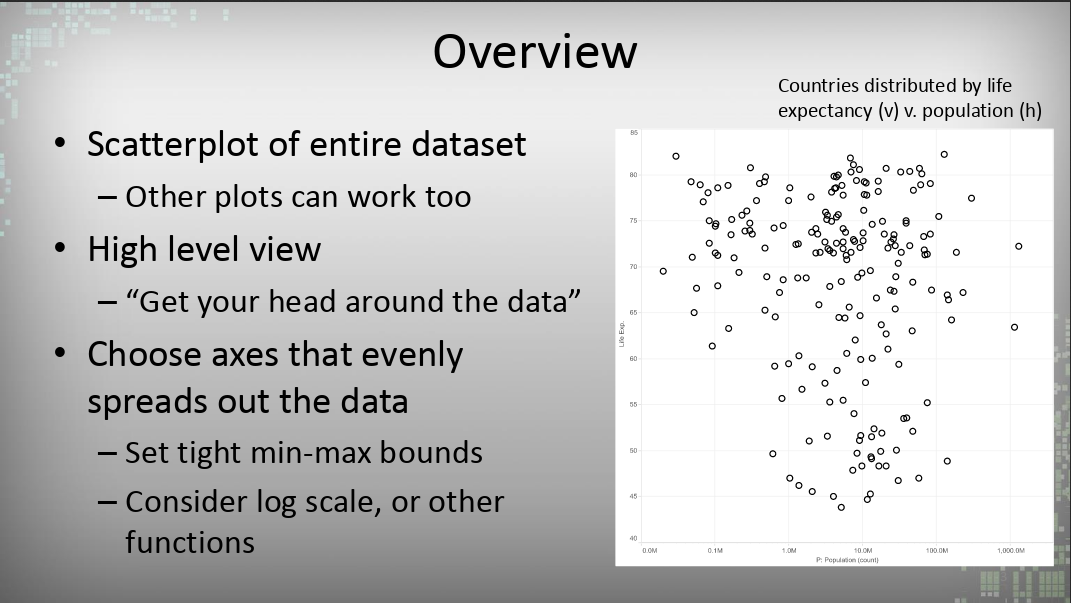 Overview
Countries distributed by life
expectancy (v) v. population (h)
• Scatterplot of entire dataset
– Other plots can work too
• High level view
– “Get your head around the data”
• Choose axes that evenly
spreads out the data
– Set tight min-max bounds
– Consider log scale, or other
functions
85
80
75
70
65
60
55
50
45
40
Life Exp.
0.0M 0.1M 1.0M 10.0M 100.0M 1,000.0M
P: Population (count)